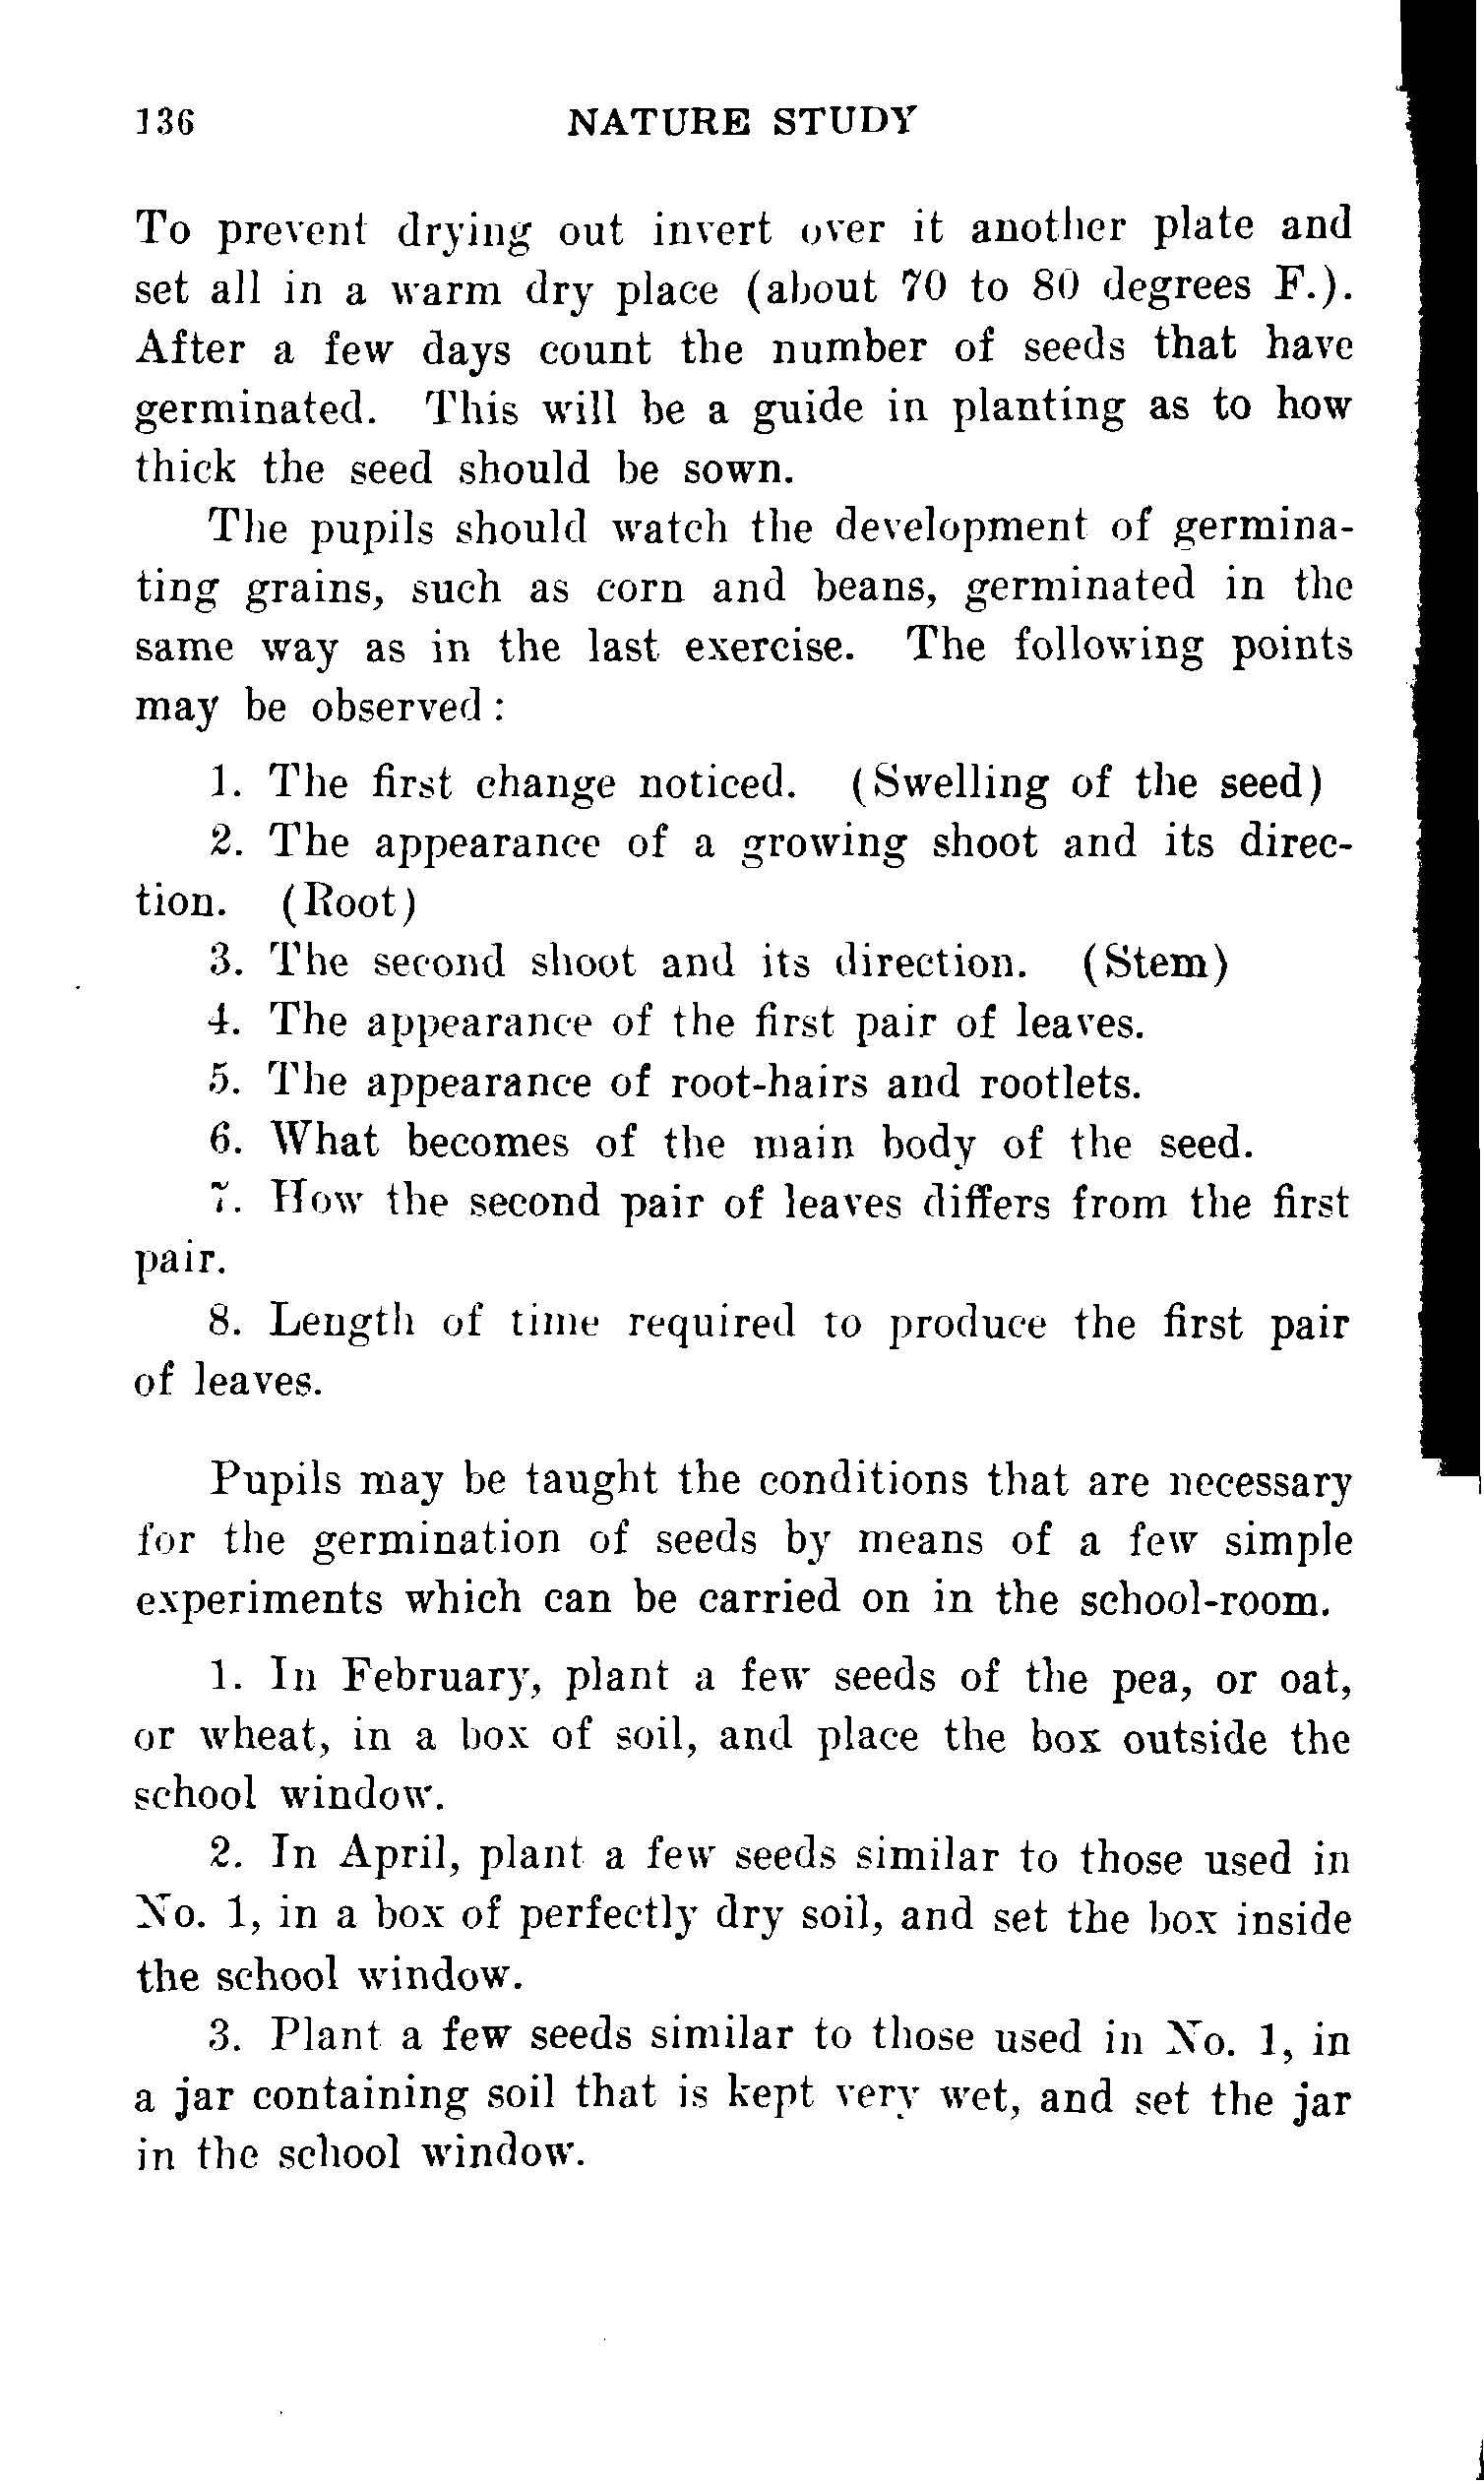 136 NATURE STUDY
To prevent drying out invert over it another plate and
set all in a warm dry place (about 70 to 80 degrees F.).
After a few days count the number of seeds that have
germinated. This will be a guide in planting as to how
thick the seed should be sown.
The pupils should watch the development of germina-
ting grains, such as corn and beans, germinated in the
same way as in the last exercise. The following points
may be observed:
1. The first change noticed. (Swelling of the seed)
2. The appearance of a growing shoot and its direc-
tion. (Root)
3. The second shoot and its direction. (Stem)
4. The appearance of the first pair of leaves.
5. The appearance of root-hairs and rootlets.
6. What becomes of the main body of the seed.
7. How the second pair of leaves differs from the first
pair.
8. Length of time required to produce the first pair
of leaves.
Pupils may be taught the conditions that are necessary
for the germination of seeds by means of a few simple
experiments which can be carried on in the school-room.
1. In February, plant a few seeds of the pea, or oat,
or wheat, in a box of soil, and place the box outside the
school window.
2. In April, plant a few seeds similar to those used in
No. 1, in a box of perfectly dry soil, and set the box inside
the school window.
3. Plant a few seeds similar to those used in No. 1, in
a jar containing soil that is kept very wet, and set the jar
in the school window.